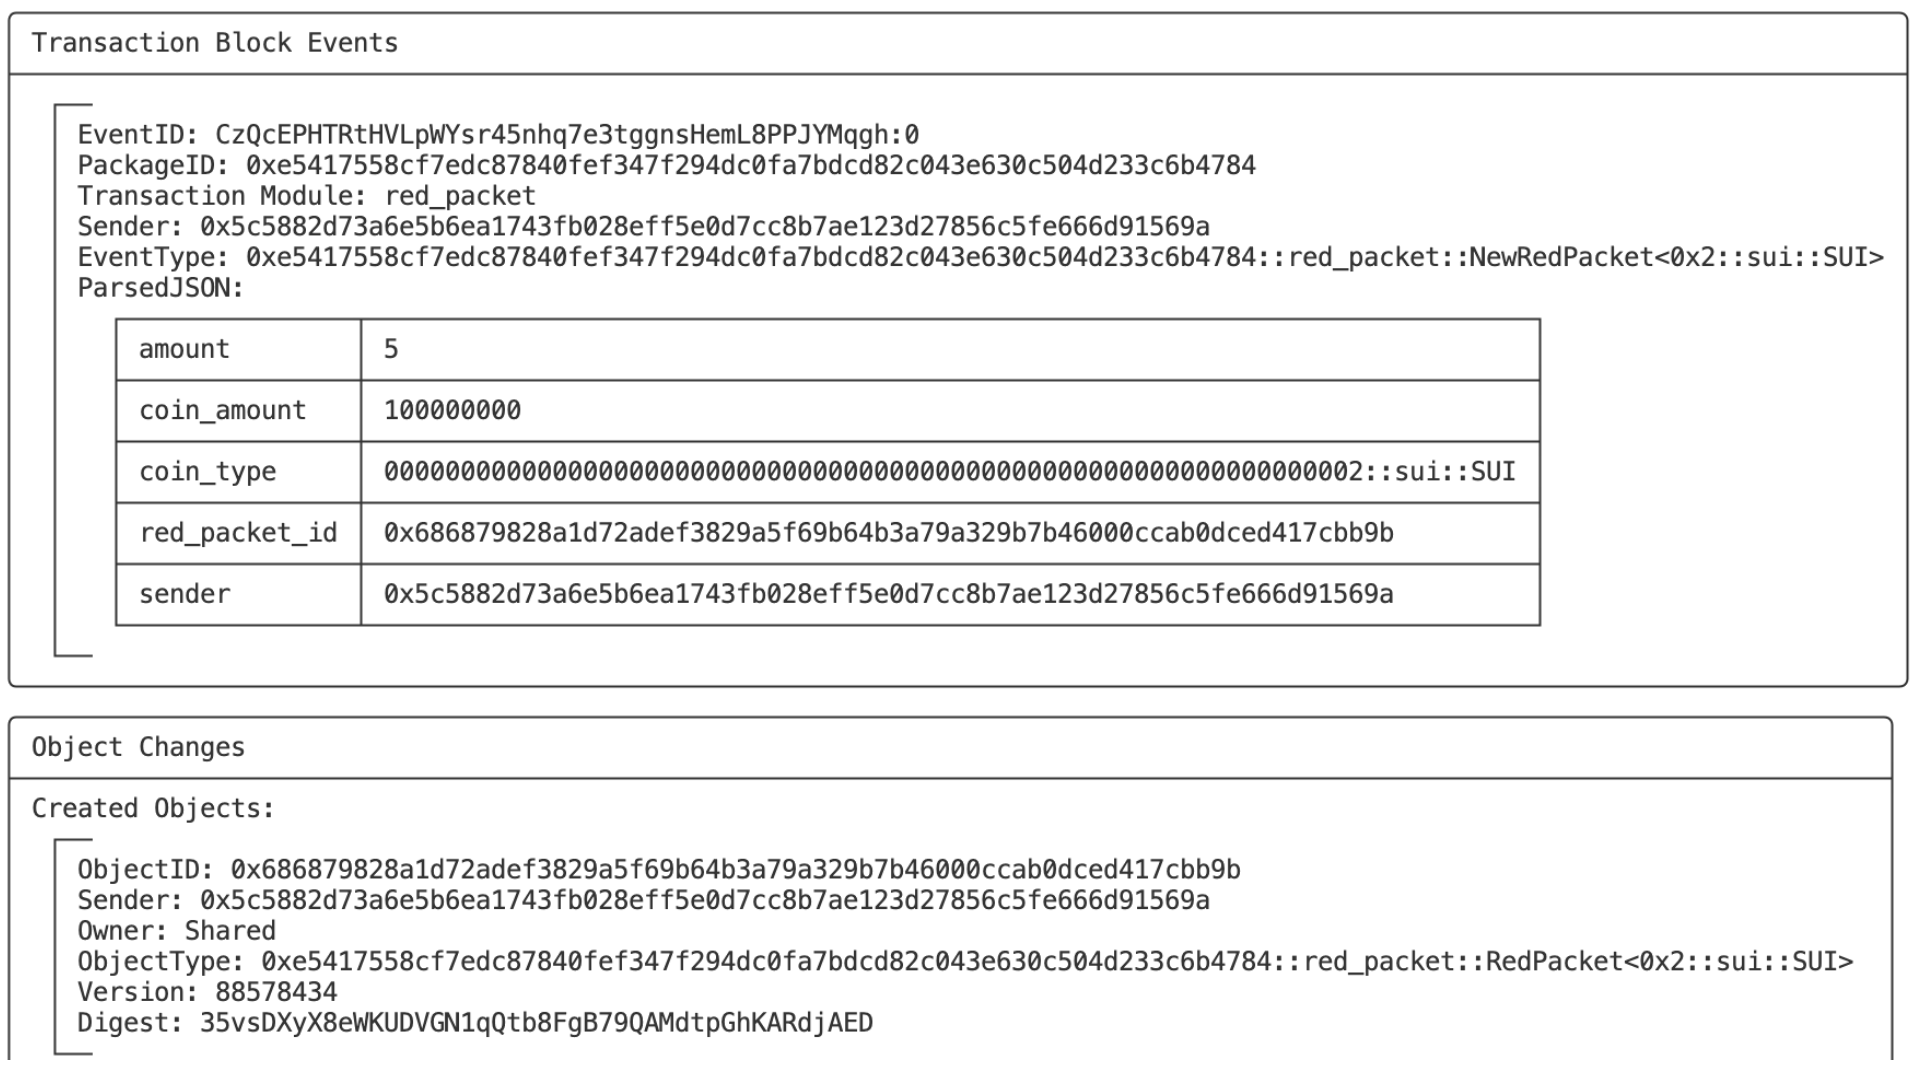 Transaction Block Events
EventID: CzQcEPHTRtHVLpWYsr45nhq7e3tggnsHemL8PPJYMqgh:0
PackageID: 0xe5417558cf7edc87840fef347f294dc0fa7bdcd82c043e630c504d233c6b4784
Transaction Module: red_packet
Sender: 0x5c5882d73a6e5b6ea1743fb028eff5e0d7cc8b7ae123d27856c5fe666d91569a
EventType: 0xe5417558cf7edc87840fef347f294dc0fa7bdcd82c043e630c504d233c6b4784::red_packet::NewRedPacket<0x2::sui::SUI>
ParsedJSON:
amount 5
coin_amount 100000000
coin_type 0000000000000000000000000000000000000000000000000000000000000002::sui::SUI
red_packet_id 0x686879828a1d72adef3829a5f69b64b3a79a329b7b46000ccab0dced417cbb9b
sender 0x5c5882d73a6e5b6ea1743fb028eff5e0d7cc8b7ae123d27856c5fe666d91569a
Object Changes
Created Objects:
ObjectID: 0x686879828a1d72adef3829a5f69b64b3a79a329b7b46000ccab0dced417cbb9b
Sender: 0x5c5882d73a6e5b6ea1743fb028eff5e0d7cc8b7ae123d27856c5fe666d91569a
Owner: Shared
ObjectType: 0xe5417558cf7edc87840fef347f294dc0fa7bdcd82c043e630c504d233c6b4784::red_packet::RedPacket<0x2::sui::SUI>
Version: 88578434
Digest: 35vsDXyX8eWKUDVGN1qQtb8FgB79QAMdtpGhKARdjAED